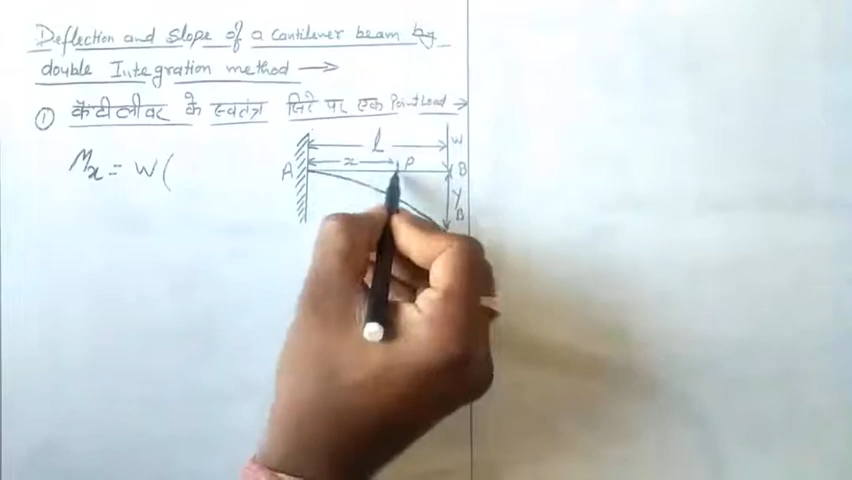 Deflection and slope of a Cantilever beam by
double Integration method →
① कैंटीलीवर के स्वतंत्र सिरे पर एक Point Load →
l
W
x
P
Mx = W(
A
B
yB